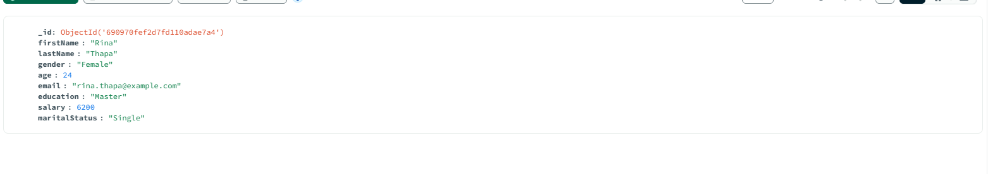 _id: ObjectId('690970fef2d7fd110adae7a4')
firstName : "Rina"
lastName : "Thapa"
gender : "Female"
age : 24
email : "rina.thapa@example.com"
education : "Master"
salary : 6200
maritalStatus : "Single"